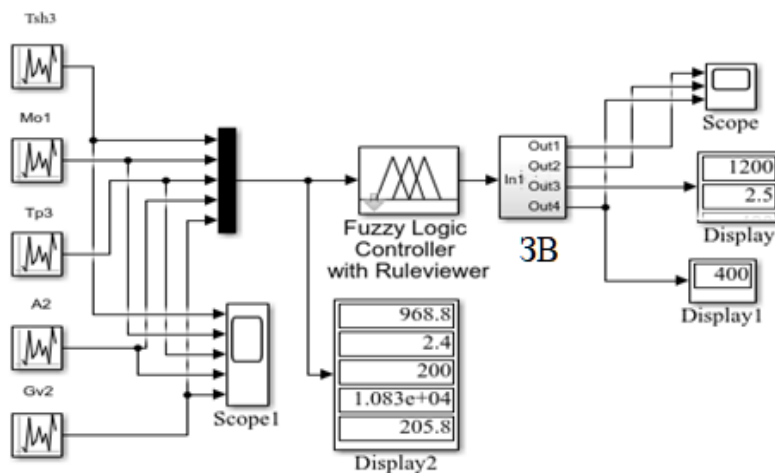 Tsh3
Mo1
Tp3
A2
Gv2
Scope1
968.8
2.4
200
1.083e+04
205.8
Display2
Fuzzy Logic
Controller
with Ruleviewer
In1
Out1
Out2
Out3
Out4
3B
Scope
1200
2.5
Display
400
Display1